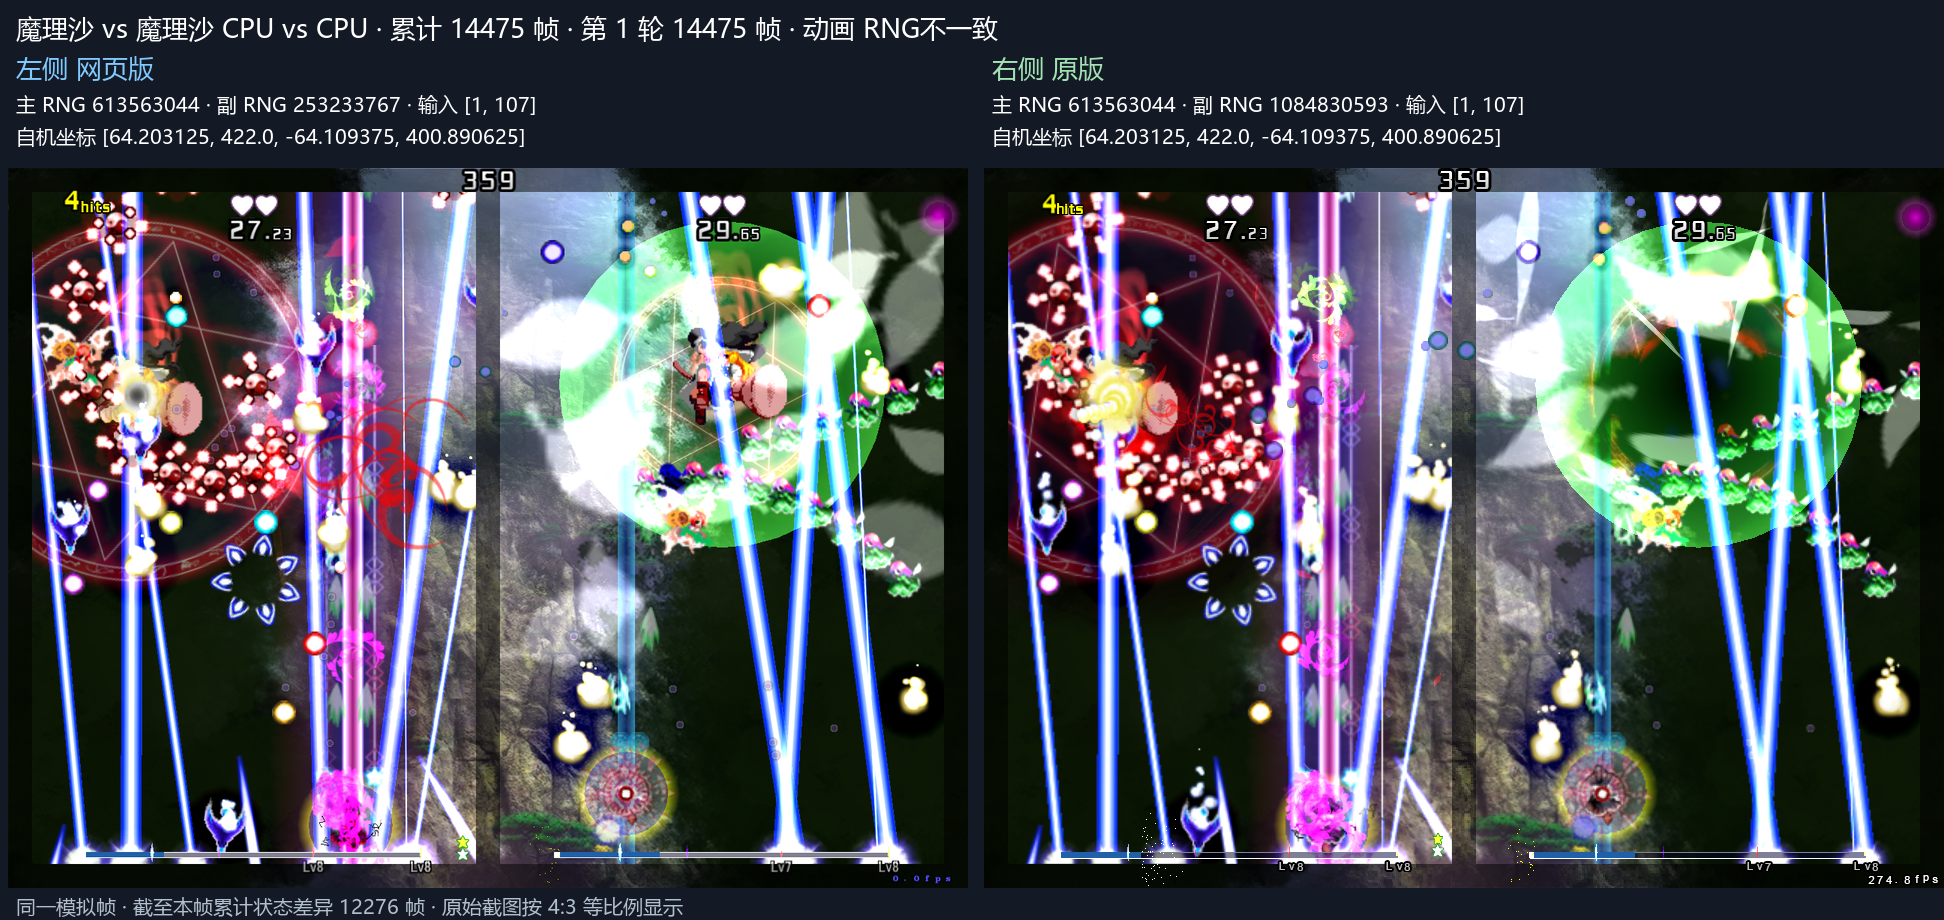 魔理沙 vs 魔理沙 CPU vs CPU · 累计 14475 帧 · 第 1 轮 14475 帧 · 动画 RNG不一致
左侧 网页版
主 RNG 613563044 · 副 RNG 253233767 · 输入 [1, 107]
自机坐标 [64.203125, 422.0, -64.109375, 400.890625]
右侧 原版
主 RNG 613563044 · 副 RNG 1084830593 · 输入 [1, 107]
自机坐标 [64.203125, 422.0, -64.109375, 400.890625]
359
4hits
27.23
29.65
Lv8
Lv8
Lv7
Lv8
0.0fps
359
4hits
27.23
29.65
Lv8
Lv8
Lv7
Lv8
274.8fps
同一模拟帧 · 截至本帧累计状态差异 12276 帧 · 原始截图按 4:3 等比例显示